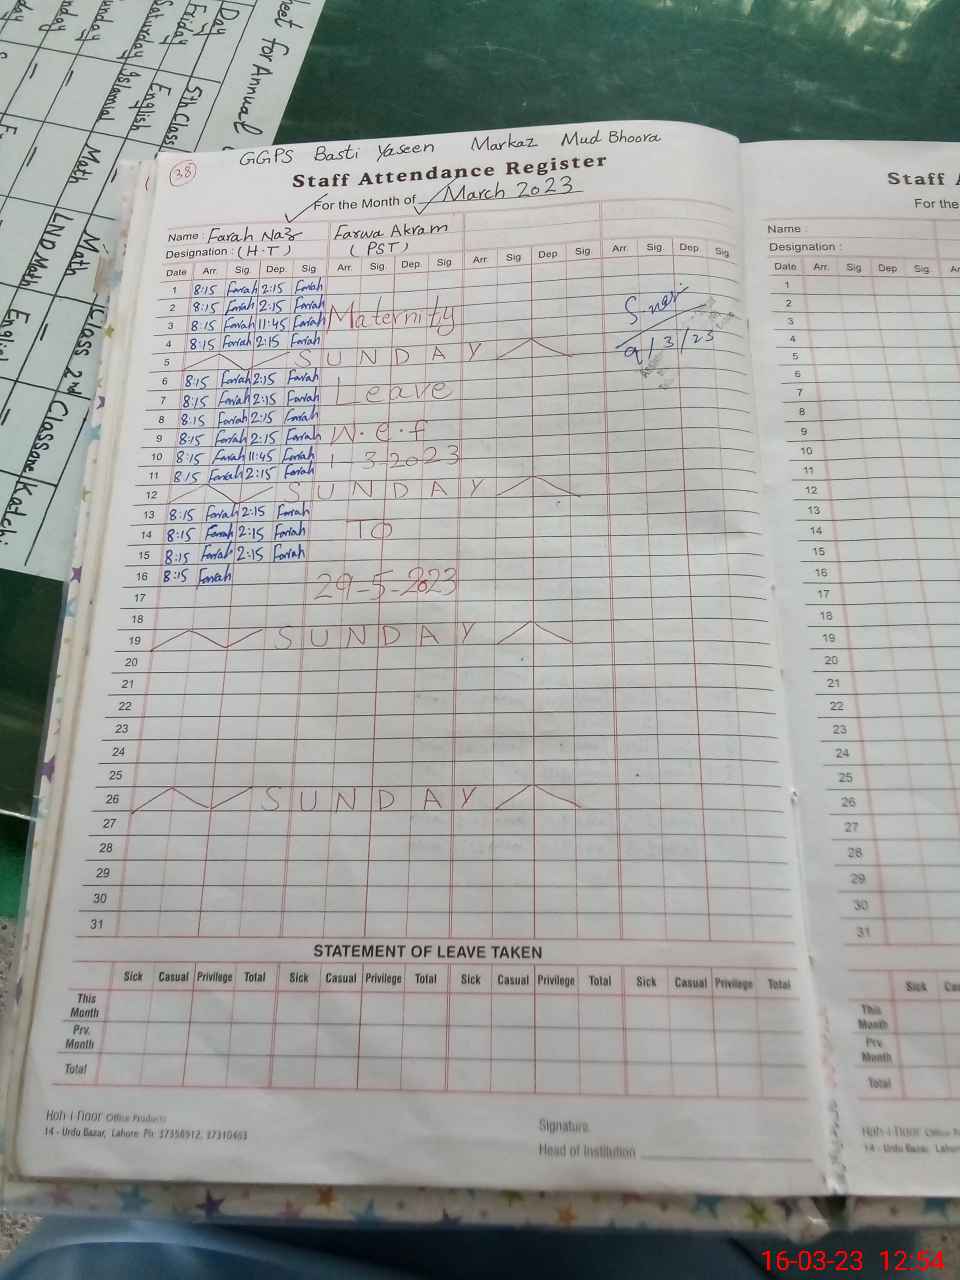 GGPS Basti Yaseen Markaz Mud Bhoora
38
Staff Attendance Register
For the Month of March 2023
Name : Farah Naz Farwa Akram
Designation : (H.T) (PST)
Date Arr. Sig. Dep. Sig. Arr. Sig. Dep. Sig. Arr. Sig Dep Sig. Arr. Sig. Dep Sig.
1 8:15 Farah 2:15 Farah
2 8:15 Farah 2:15 Farah
3 8:15 Farah 11:45 Farah Maternity
4 8:15 Farah 2:15 Farah
9/3/23
5 SUNDAY
6 8:15 Farah 2:15 Farah
7 8:15 Farah 2:15 Farah Leave
8 8:15 Farah 2:15 Farah
9 8:15 Farah 2:15 Farah W.e.f
10 8:15 Farah 11:45 Farah 1-3-2023
11 8:15 Farah 2:15 Farah
12 SUNDAY
13 8:15 Farah 2:15 Farah
14 8:15 Farah 2:15 Farah TO
15 8:15 Farah 2:15 Farah
16 8:15 Farah
17 29-5-2023
18
19 SUNDAY
20
21
22
23
24
25
26 SUNDAY
27
28
29
30
31
STATEMENT OF LEAVE TAKEN
Sick Casual Privilege Total Sick Casual Privilege Total Sick Casual Privilege Total Sick Casual Privilege Total
This Month
Prv. Month
Total
Koh-i-Noor Office Products
14 - Urdu Bazar, Lahore Ph: 37356912, 37310463
Signature.
Head of Institution
Staff
For the
Name :
Designation :
Date Arr. Sig Dep Sig.
1
2
3
4
5
6
7
8
9
10
11
12
13
14
15
16
17
18
19
20
21
22
23
24
25
26
27
28
29
30
31
Sick
This Month
Prv. Month
Total
Koh-i-Noor Office
14 - Urdu Bazar,
for Annual
Day 5th Class
Friday English
Saturday Islamiat
Math Math Class 2nd Class
English
16-03-23 12:54